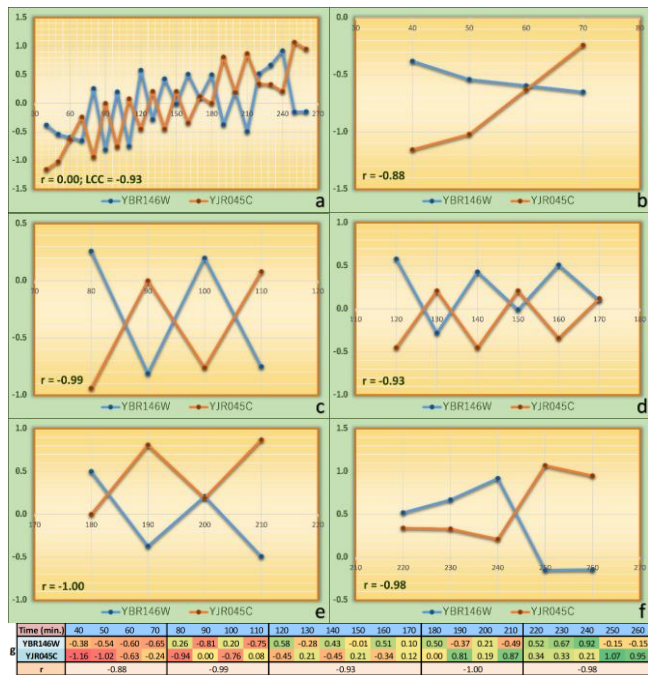 1.5
1.0
0.5
0.0
-0.5
-1.0
-1.5
30 60 90 120 150 180 210 240 270
r = 0.00; LCC = -0.93
YBR146W YJR045C
a
0.0
-0.5
-1.0
-1.5
30 40 50 60 70 80
r = -0.88
YBR146W YJR045C
b
0.5
0.0
-0.5
-1.0
70 80 90 100 110 120
r = -0.99
YBR146W YJR045C
c
1.0
0.5
0.0
-0.5
-1.0
110 120 130 140 150 160 170 180
r = -0.93
YBR146W YJR045C
d
1.0
0.5
0.0
-0.5
-1.0
170 180 190 200 210 220
r = -1.00
YBR146W YJR045C
e
1.5
1.0
0.5
0.0
-0.5
210 220 230 240 250 260 270
r = -0.98
YBR146W YJR045C
f
g
Time (min.) 40 50 60 70 80 90 100 110 120 130 140 150 160 170 180 190 200 210 220 230 240 250 260
YBR146W -0.38 -0.54 -0.60 -0.65 0.26 -0.81 0.20 -0.75 0.58 -0.28 0.43 -0.01 0.51 0.10 0.50 -0.37 0.21 -0.49 0.52 0.67 0.92 -0.15 -0.15
YJR045C -1.16 -1.02 -0.63 -0.24 -0.94 0.00 -0.76 0.08 -0.45 0.21 -0.45 0.21 -0.34 0.12 0.00 0.81 0.19 0.87 0.34 0.33 0.21 1.07 0.95
r -0.88 -0.99 -0.93 -1.00 -0.98